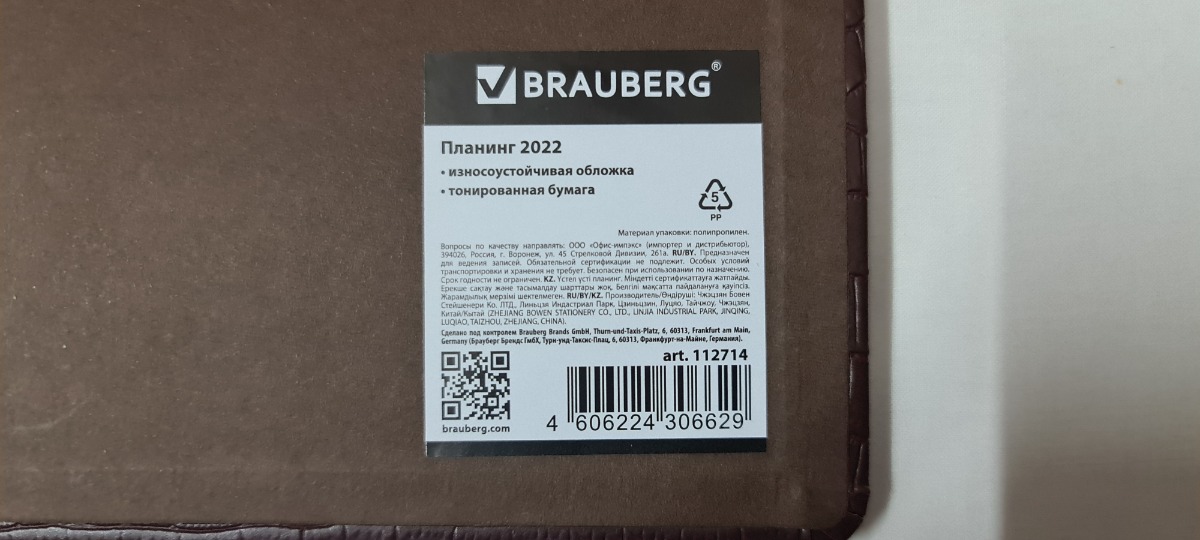 BRAUBERG®
Планинг 2022
• износоустойчивая обложка
• тонированная бумага
5
PP
Материал упаковки: полипропилен.
Вопросы по качеству направлять: ООО «Офис-импэкс» (импортер и дистрибьютор),
394026, Россия, г. Воронеж, ул. 45 Стрелковой Дивизии, 261а. RU/BY. Предназначен
для ведения записей. Обязательной сертификации не подлежит. Особых условий
транспортировки и хранения не требует. Безопасен при использовании по назначению.
Срок годности не ограничен. KZ. Үстел үсті планинг. Міндетті сертификаттауға жатпайды.
Ерекше сақтау және тасымалдау шарттары жоқ. Белгілі мақсатта пайдалануға қауіпсіз.
Жарамдылық мерзімі шектелмеген. RU/BY/KZ. Производитель/Өндіруші: Чжэцзян Бовен
Стейшенери Ко. ЛТД., Линьцзя Индастриал Парк, Цзиньцзин, Луцяо, Тайчжоу, Чжэцзян,
Китай/Қытай (ZHEJIANG BOWEN STATIONERY CO., LTD., LINJIA INDUSTRIAL PARK, JINQING,
LUQIAO, TAIZHOU, ZHEJIANG, CHINA).
Сделано под контролем Brauberg Brands GmbH, Thurn-und-Taxis-Platz, 6, 60313, Frankfurt am Main,
Germany (Брауберг Брендс ГмбХ, Турн-унд-Таксис-Плац, 6, 60313, Франкфурт-на-Майне, Германия).
art. 112714
brauberg.com
4 606224 306629